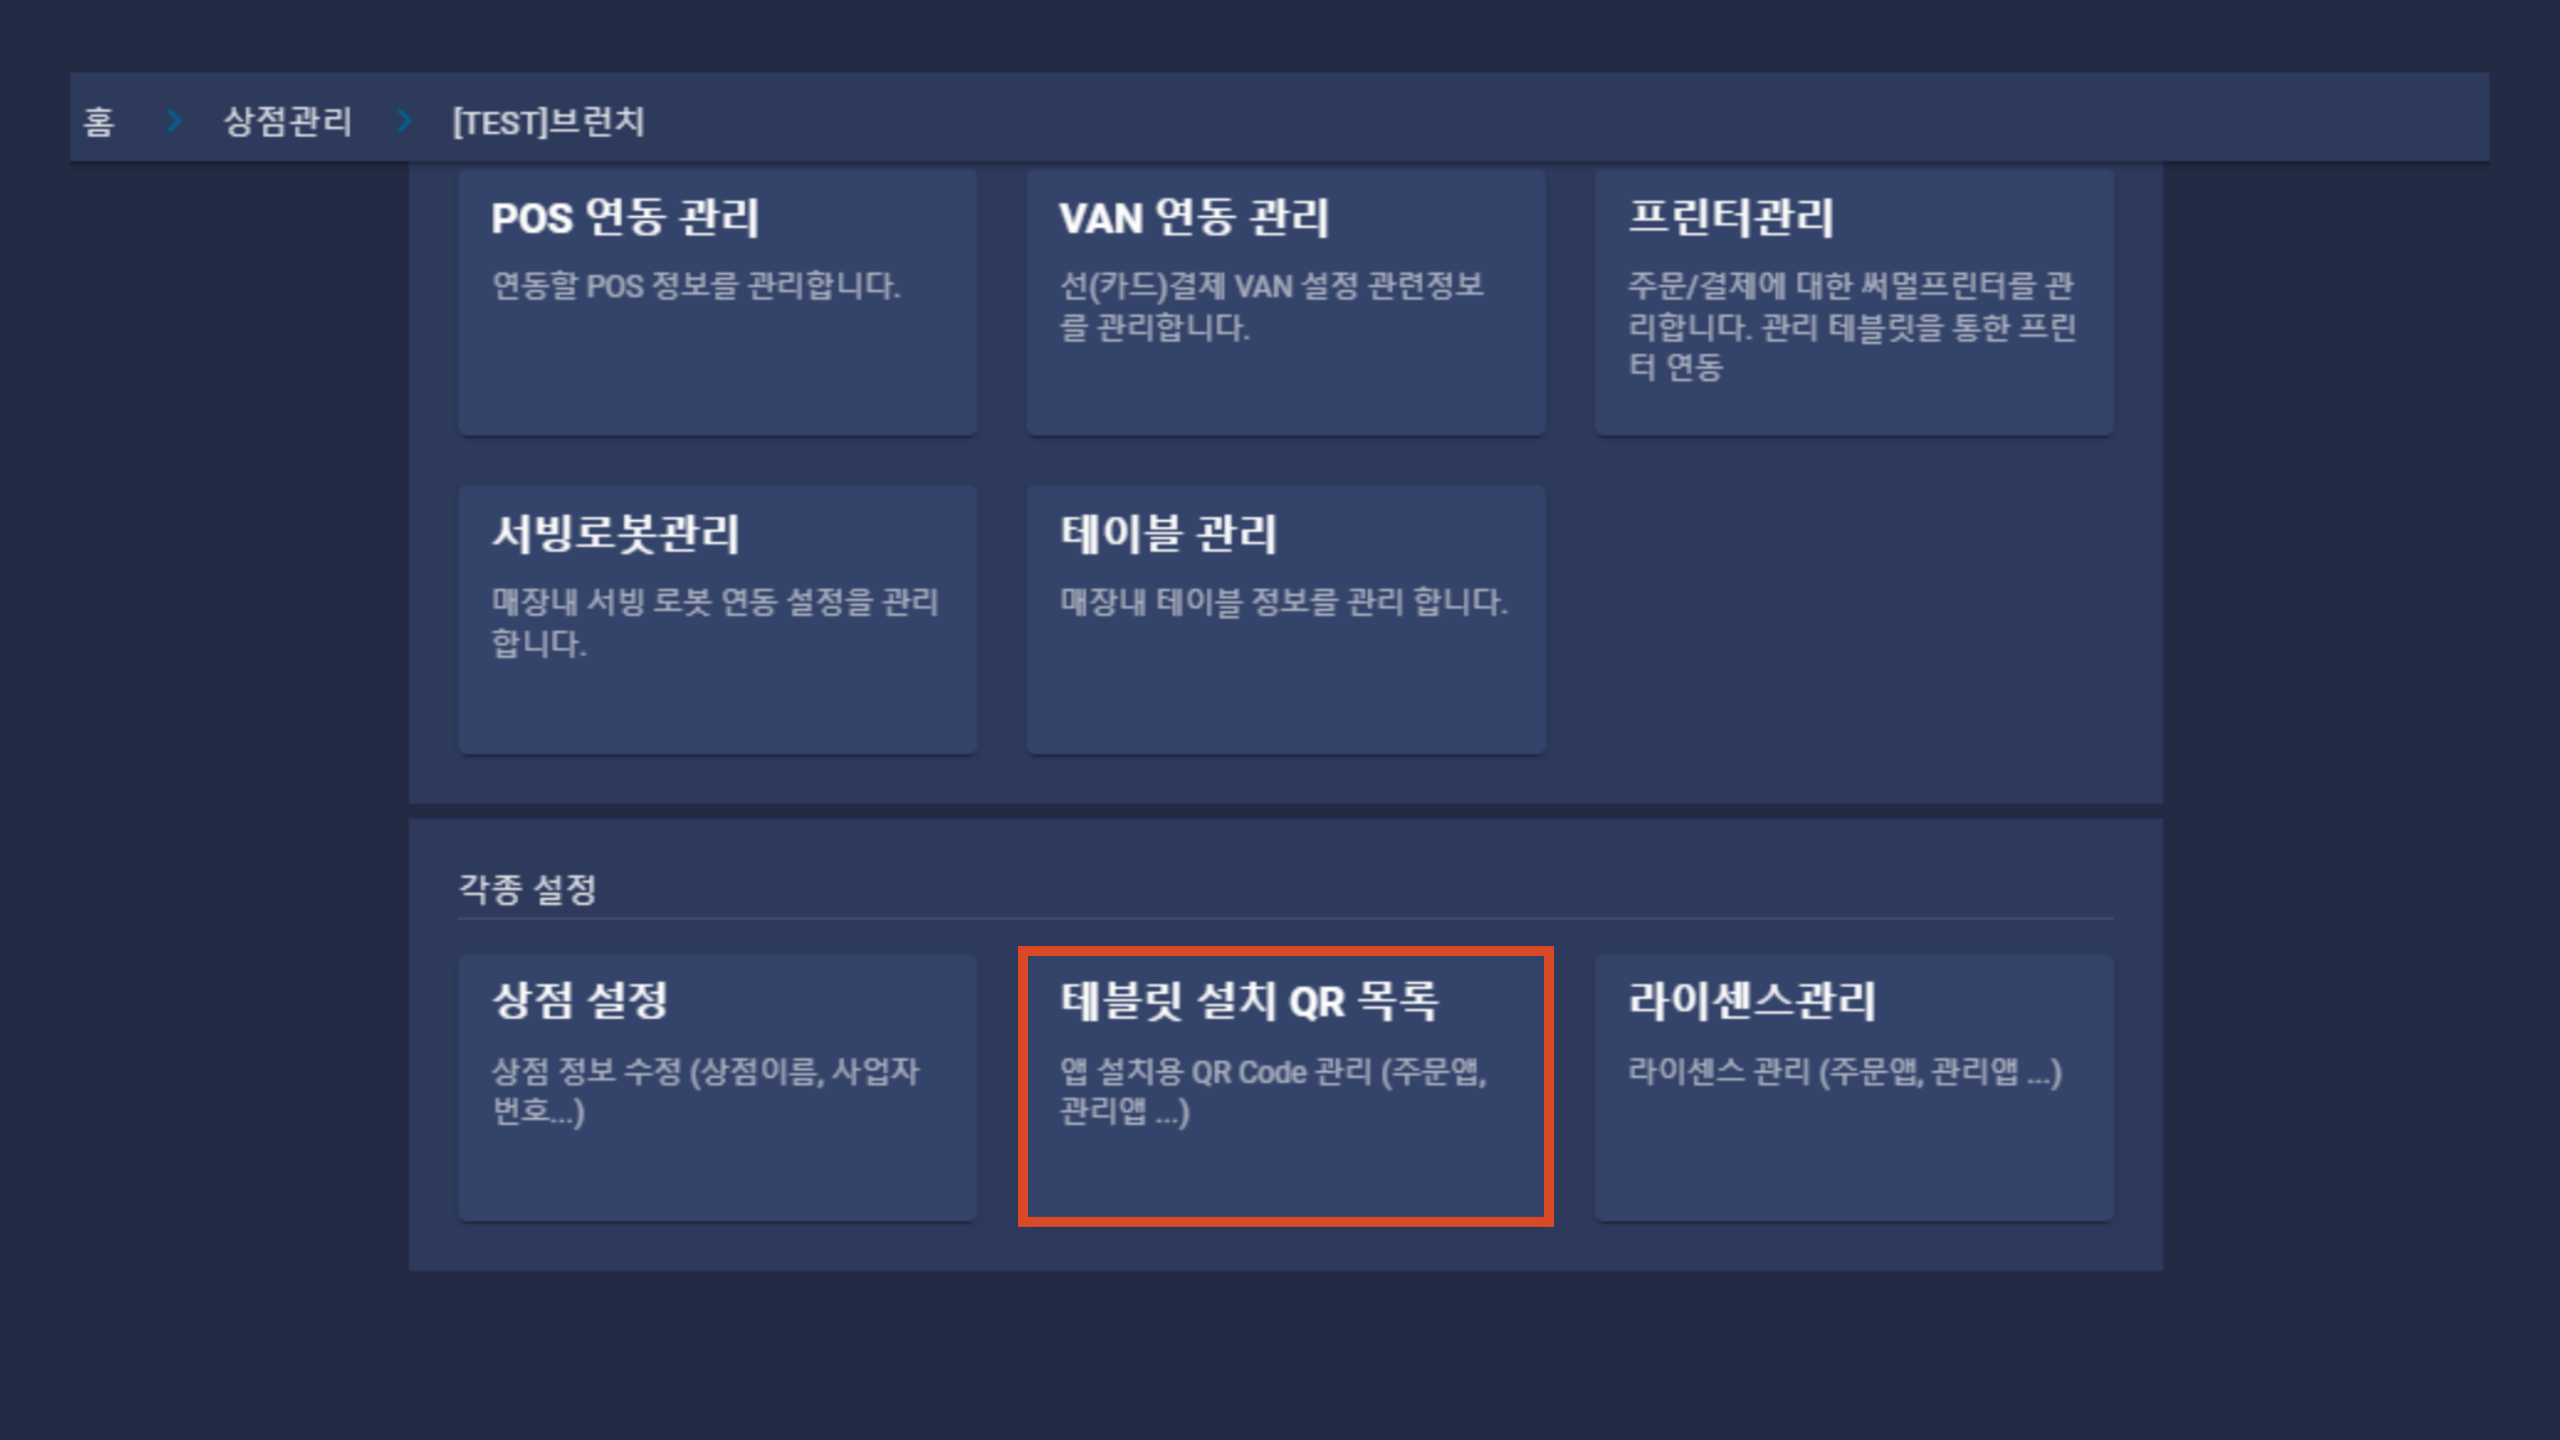 홈 > 상점관리 > [TEST]브런치
POS 연동 관리
연동할 POS 정보를 관리합니다.
VAN 연동 관리
선(카드)결제 VAN 설정 관련정보
를 관리합니다.
프린터관리
주문/결제에 대한 써멀프린터를 관
리합니다. 관리 테블릿을 통한 프린
터 연동
서빙로봇관리
매장내 서빙 로봇 연동 설정을 관리
합니다.
테이블 관리
매장내 테이블 정보를 관리 합니다.
각종 설정
상점 설정
상점 정보 수정 (상점이름, 사업자
번호...)
테블릿 설치 QR 목록
앱 설치용 QR Code 관리 (주문앱,
관리앱 ...)
라이센스관리
라이센스 관리 (주문앱, 관리앱 ...)